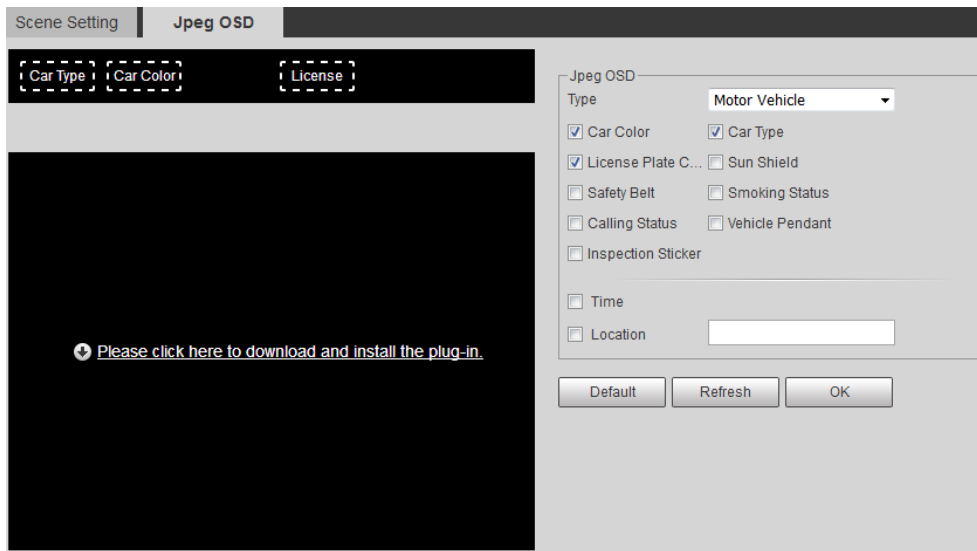 Scene Setting Jpeg OSD
Car Type Car Color License
Jpeg OSD
Type Motor Vehicle
Car Color Car Type
License Plate C... Sun Shield
Safety Belt Smoking Status
Calling Status Vehicle Pendant
Inspection Sticker
Time
Location
Please click here to download and install the plug-in.
Default Refresh OK